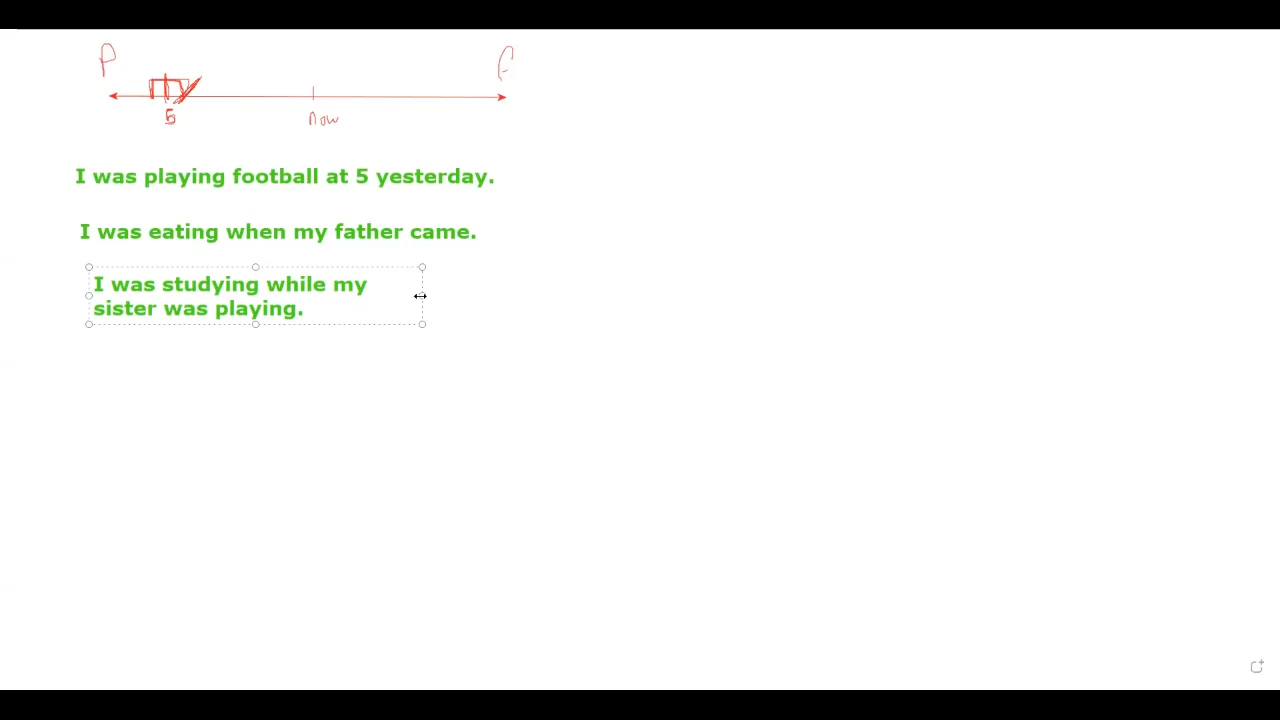 P
5
now
I was playing football at 5 yesterday.
I was eating when my father came.
I was studying while my
sister was playing.